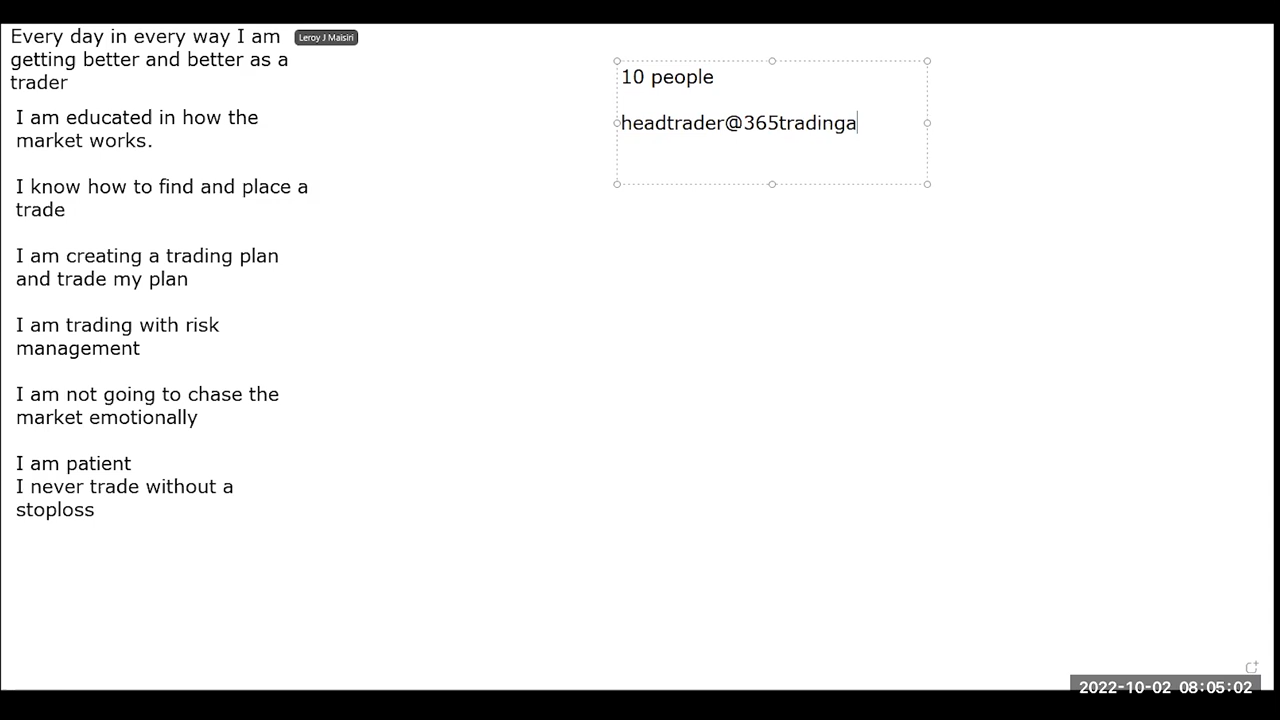 Every day in every way I am
getting better and better as a
trader
Leroy J Maisiri
I am educated in how the
market works.
I know how to find and place a
trade
I am creating a trading plan
and trade my plan
I am trading with risk
management
I am not going to chase the
market emotionally
I am patient
I never trade without a
stoploss
10 people
headtrader@365tradinga
2022-10-02 08:05:02